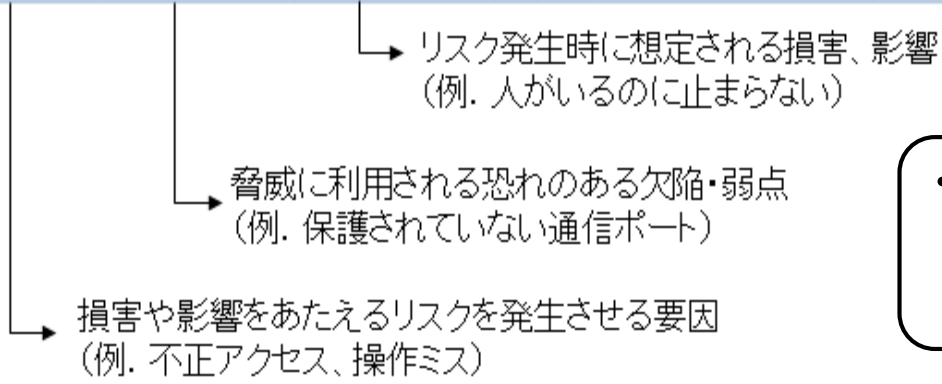 リスク発生時に想定される損害、影響
(例. 人がいるのに止まらない)
脅威に利用される恐れのある欠陥・弱点
(例. 保護されていない通信ポート)
損害や影響をあたえるリスクを発生させる要因
(例. 不正アクセス、操作ミス)